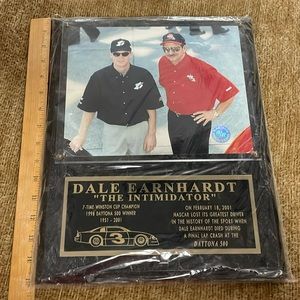 DALE EARNHARDT
"THE INTIMIDATOR"
7-TIME WINSTON CUP CHAMPION
1998 DAYTONA 500 WINNER
1951 - 2001
3
ON FEBRUARY 18, 2001
NASCAR LOST ITS GREATEST DRIVER
IN THE HISTORY OF THE SPORT WHEN
DALE EARNHARDT DIED DURING
A FINAL LAP CRASH AT THE
DAYTONA 500